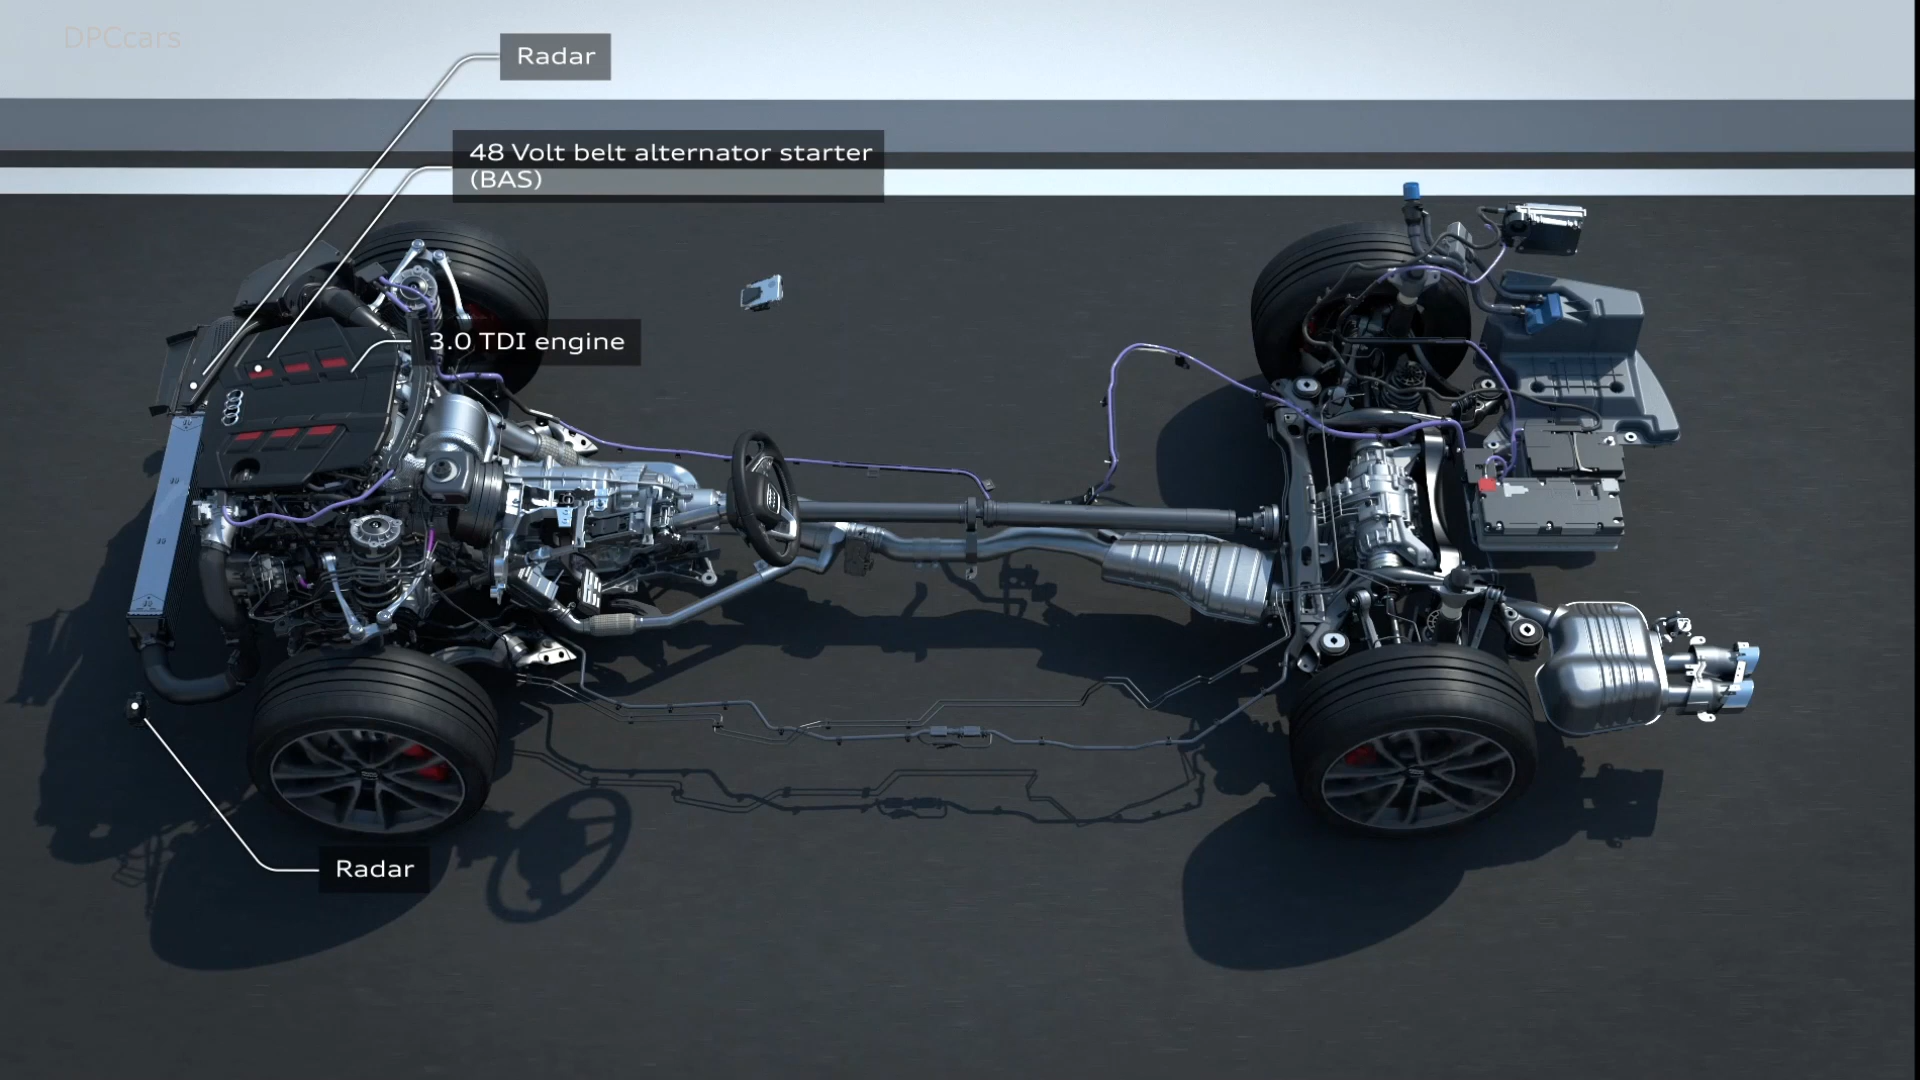 DPCcars
Radar
48 Volt belt alternator starter
(BAS)
3.0 TDI engine
Radar